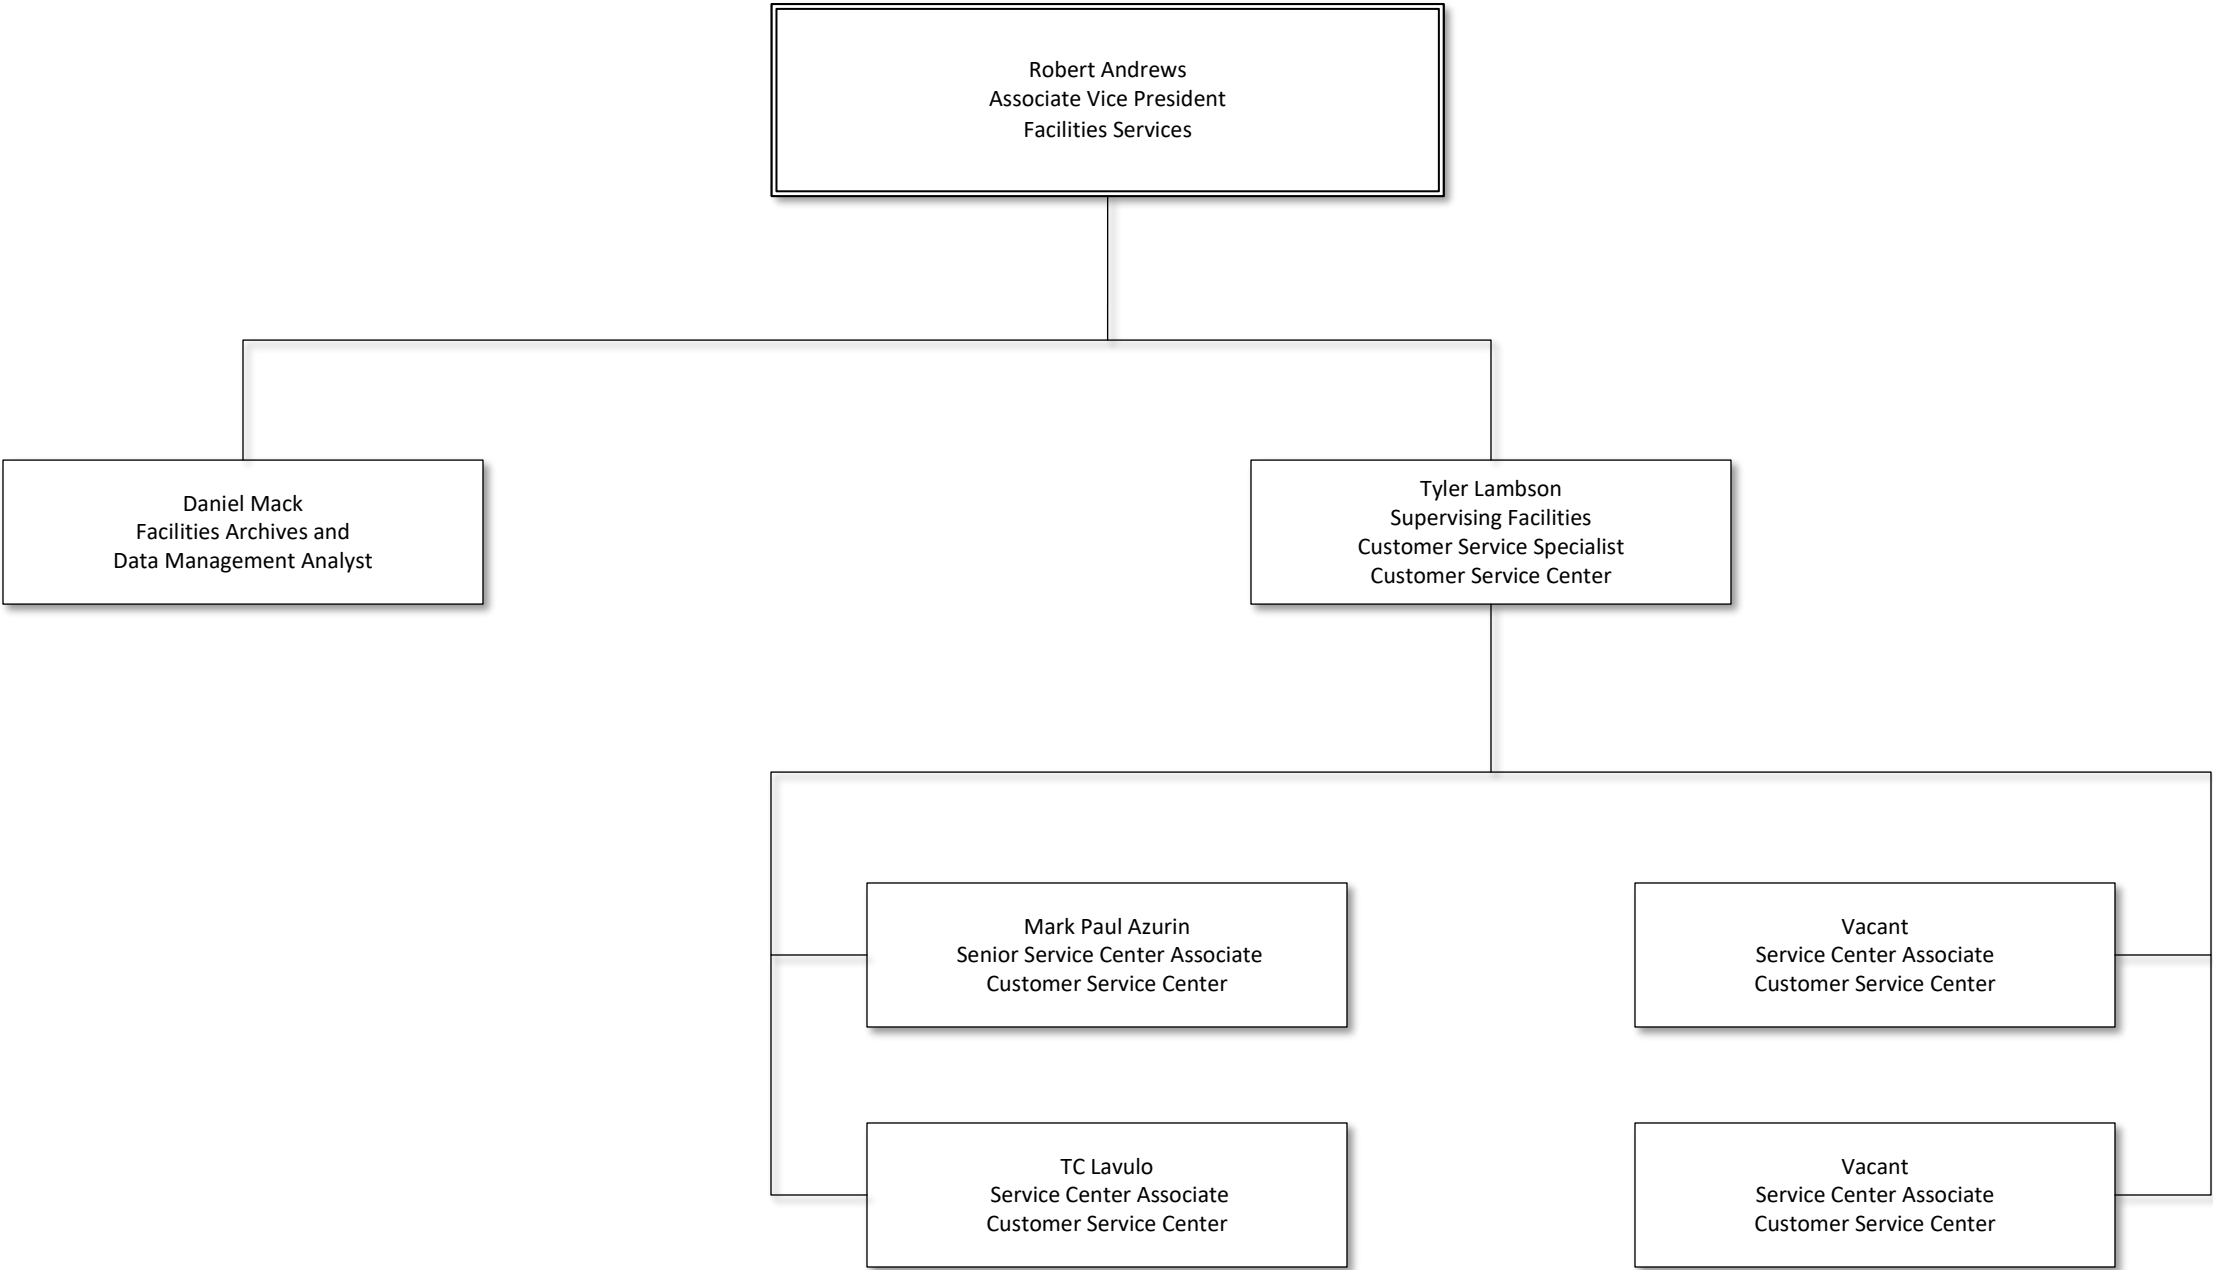 Robert Andrews
Associate Vice President
Facilities Services
Daniel Mack
Facilities Archives and
Data Management Analyst
Tyler Lambson
Supervising Facilities
Customer Service Specialist
Customer Service Center
Mark Paul Azurin
Senior Service Center Associate
Customer Service Center
Vacant
Service Center Associate
Customer Service Center
TC Lavulo
Service Center Associate
Customer Service Center
Vacant
Service Center Associate
Customer Service Center